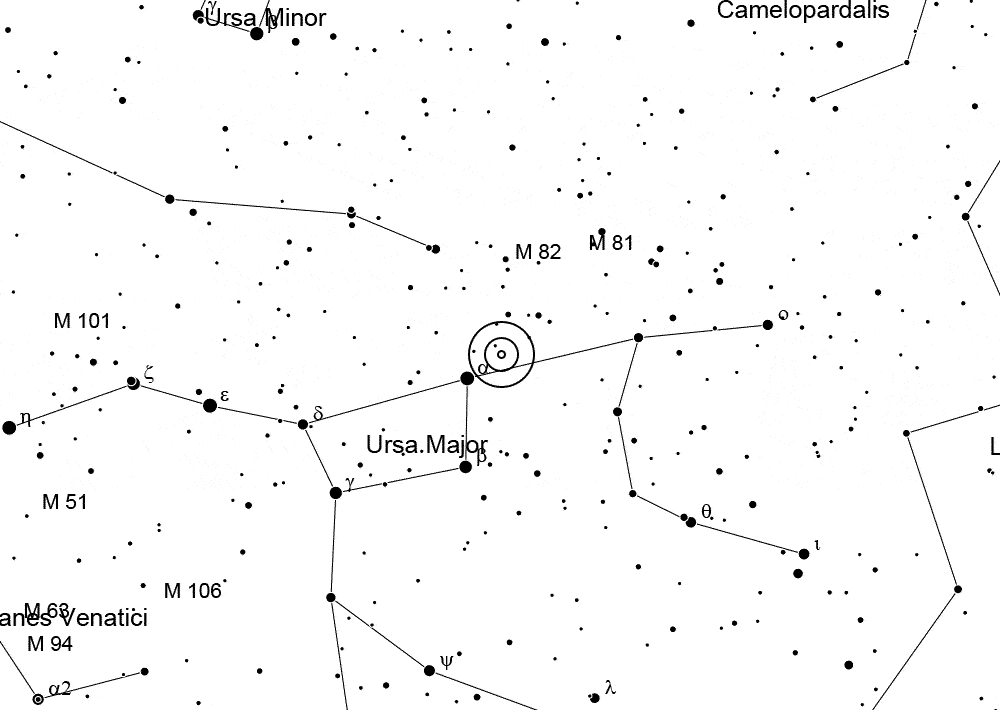 γ
Ursa Minor
β
Camelopardalis
M 82
M 81
M 101
ο
ζ
α
ε
η
δ
Ursa Major
β
γ
M 51
θ
ι
M 106
M 63
anes Venatici
M 94
ψ
α2
λ
L